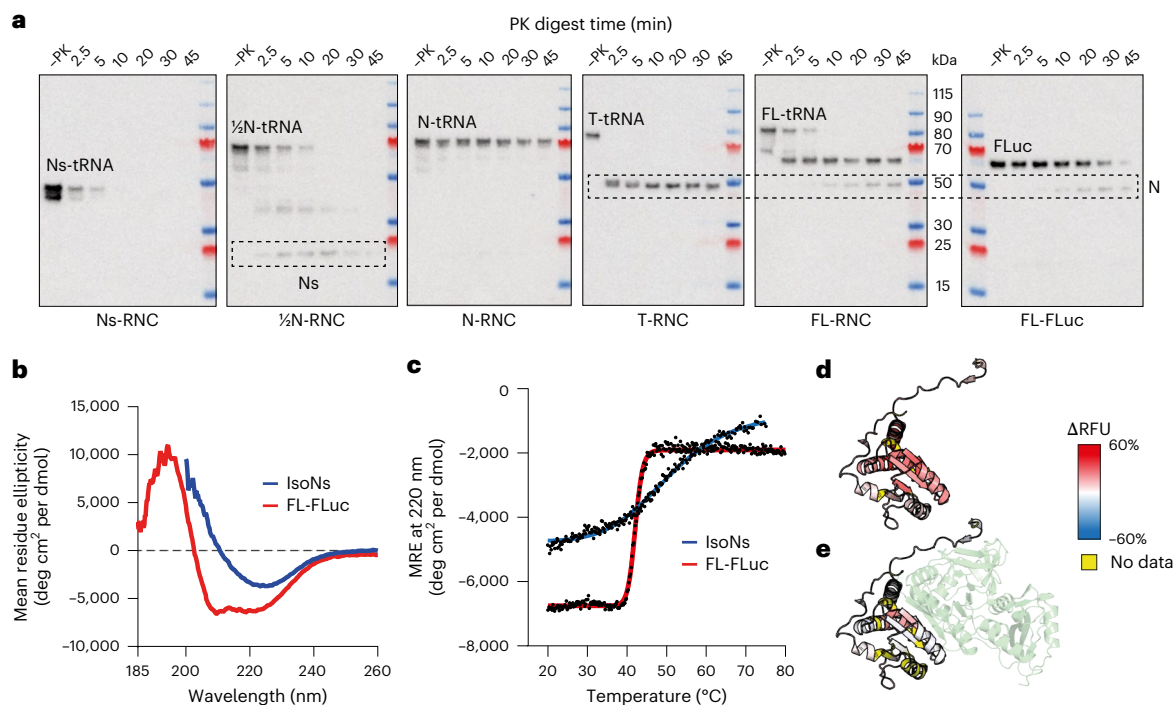 a
PK digest time (min)
–PK 2.5 5 10 20 30 45
–PK 2.5 5 10 20 30 45
–PK 2.5 5 10 20 30 45
–PK 2.5 5 10 20 30 45
–PK 2.5 5 10 20 30 45
kDa
–PK 2.5 5 10 20 30 45
Ns-tRNA
½N-tRNA
N-tRNA
T-tRNA
FL-tRNA
FLuc
115
90
80
70
50
30
25
15
N
Ns
Ns-RNC
½N-RNC
N-RNC
T-RNC
FL-RNC
FL-FLuc
b
Mean residue ellipticity
(deg cm² per dmol)
15,000
10,000
5,000
0
–5,000
–10,000
IsoNs
FL-FLuc
185 200 220 240 260
Wavelength (nm)
c
MRE at 220 nm
(deg cm² per dmol)
0
–2,000
–4,000
–6,000
–8,000
IsoNs
FL-FLuc
20 30 40 50 60 70 80
Temperature (°C)
d
e
ΔRFU
60%
–60%
No data